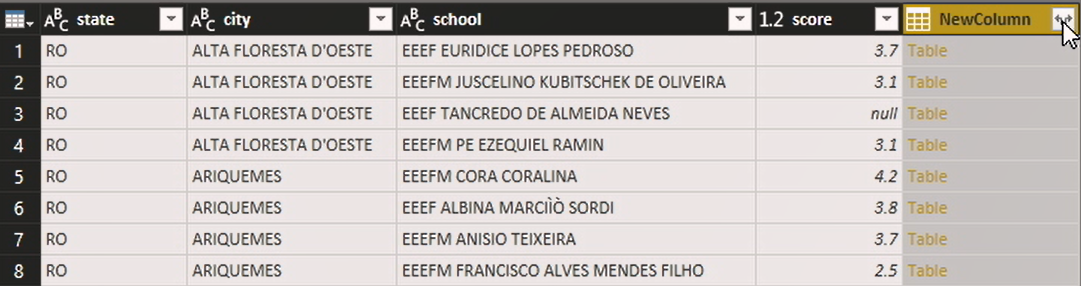 ABC state ABC city ABC school 1.2 score NewColumn
1 RO ALTA FLORESTA D'OESTE EEEF EURIDICE LOPES PEDROSO 3.7 Table
2 RO ALTA FLORESTA D'OESTE EEEFM JUSCELINO KUBITSCHEK DE OLIVEIRA 3.1 Table
3 RO ALTA FLORESTA D'OESTE EEEF TANCREDO DE ALMEIDA NEVES null Table
4 RO ALTA FLORESTA D'OESTE EEEFM PE EZEQUIEL RAMIN 3.1 Table
5 RO ARIQUEMES EEEFM CORA CORALINA 4.2 Table
6 RO ARIQUEMES EEEF ALBINA MARCIÌÒ SORDI 3.8 Table
7 RO ARIQUEMES EEEFM ANISIO TEIXEIRA 3.7 Table
8 RO ARIQUEMES EEEFM FRANCISCO ALVES MENDES FILHO 2.5 Table